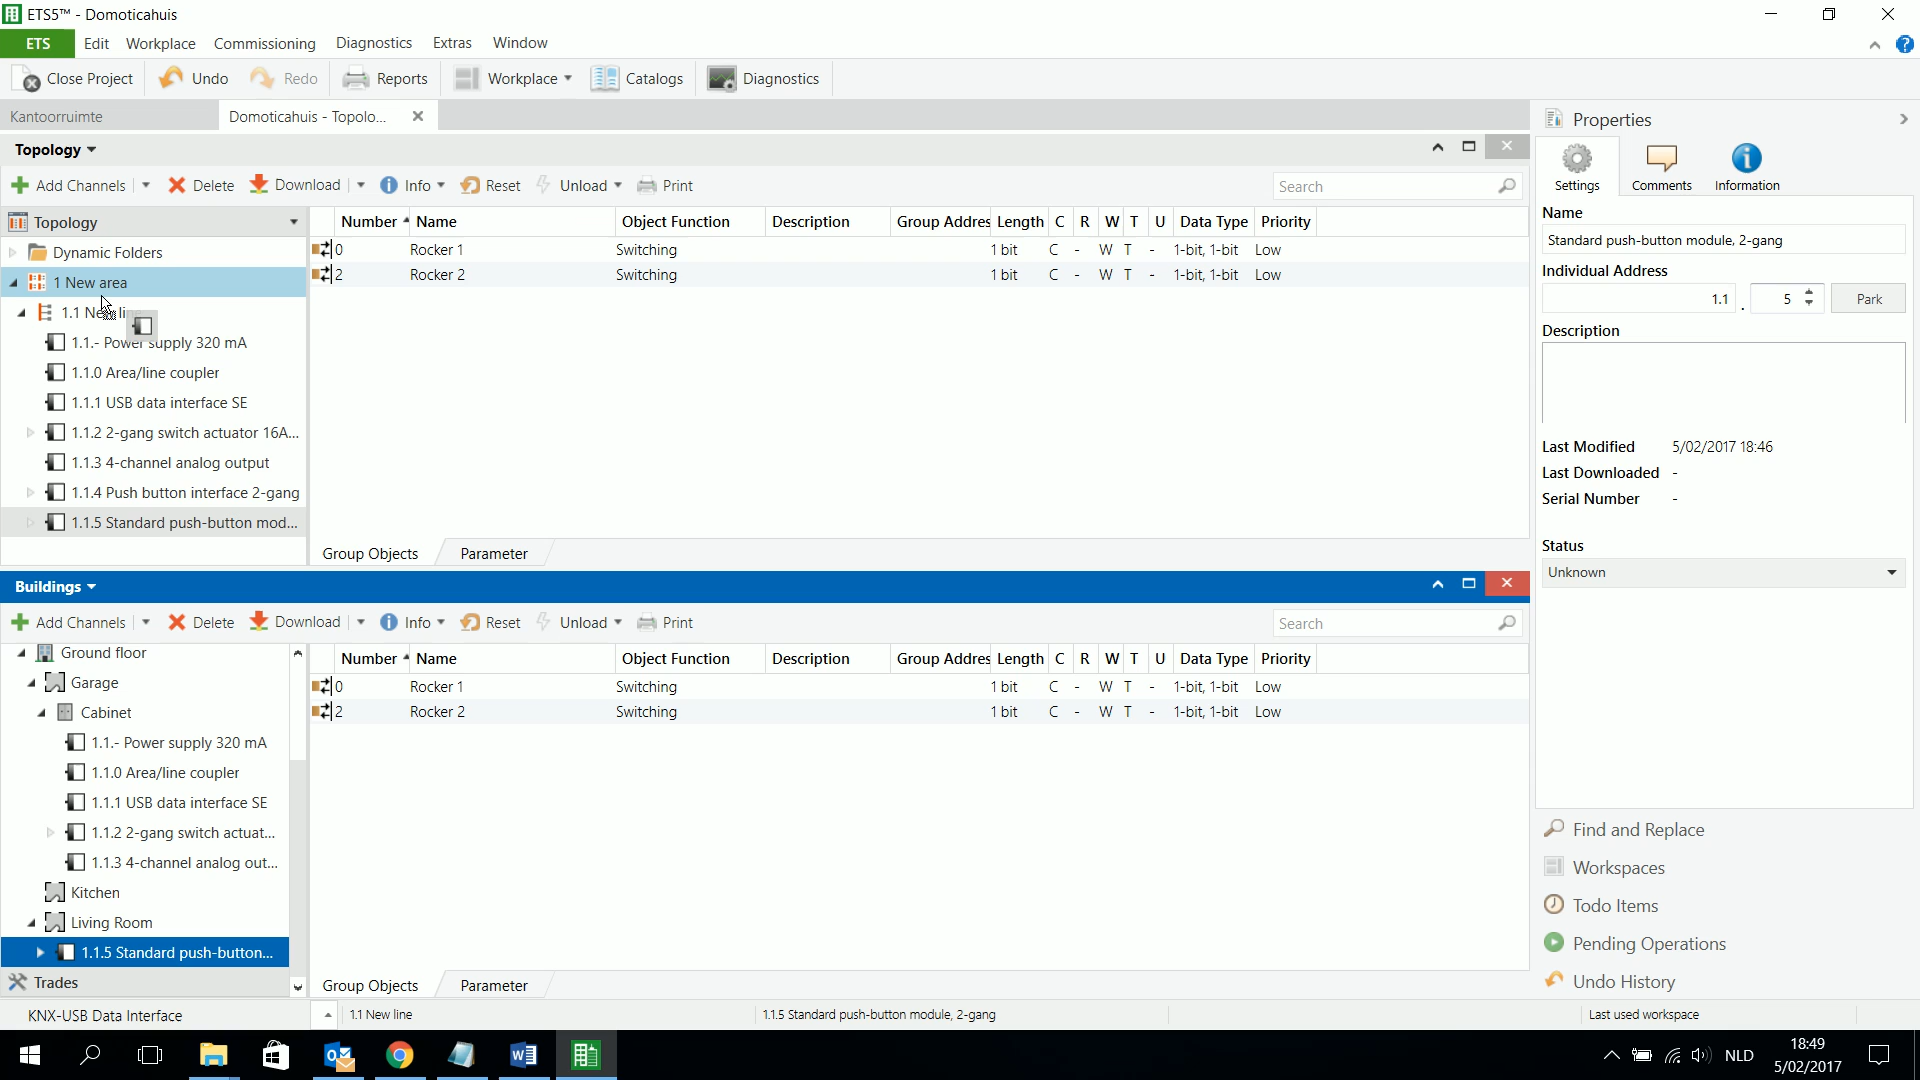 ETS5™ - Domoticahuis
ETS Edit Workplace Commissioning Diagnostics Extras Window
Close Project Undo Redo Reports Workplace Catalogs Diagnostics
Kantoorruimte Domoticahuis - Topolo...
Topology
Add Channels Delete Download Info Reset Unload Print Search
Topology
Dynamic Folders
1 New area
1.1 New lin
1.1.- Power supply 320 mA
1.1.0 Area/line coupler
1.1.1 USB data interface SE
1.1.2 2-gang switch actuator 16A...
1.1.3 4-channel analog output
1.1.4 Push button interface 2-gang
1.1.5 Standard push-button mod...
Number Name Object Function Description Group Addres Length C R W T U Data Type Priority
0 Rocker 1 Switching 1 bit C - W T - 1-bit, 1-bit Low
2 Rocker 2 Switching 1 bit C - W T - 1-bit, 1-bit Low
Group Objects Parameter
Buildings
Add Channels Delete Download Info Reset Unload Print Search
Ground floor
Garage
Cabinet
1.1.- Power supply 320 mA
1.1.0 Area/line coupler
1.1.1 USB data interface SE
1.1.2 2-gang switch actuat...
1.1.3 4-channel analog out...
Kitchen
Living Room
1.1.5 Standard push-button...
Trades
Number Name Object Function Description Group Addres Length C R W T U Data Type Priority
0 Rocker 1 Switching 1 bit C - W T - 1-bit, 1-bit Low
2 Rocker 2 Switching 1 bit C - W T - 1-bit, 1-bit Low
Group Objects Parameter
Properties
Settings Comments Information
Name
Standard push-button module, 2-gang
Individual Address
1.1 . 5 Park
Description
Last Modified 5/02/2017 18:46
Last Downloaded -
Serial Number -
Status
Unknown
Find and Replace
Workspaces
Todo Items
Pending Operations
Undo History
KNX-USB Data Interface 1.1 New line 1.1.5 Standard push-button module, 2-gang Last used workspace
NLD 18:49
5/02/2017